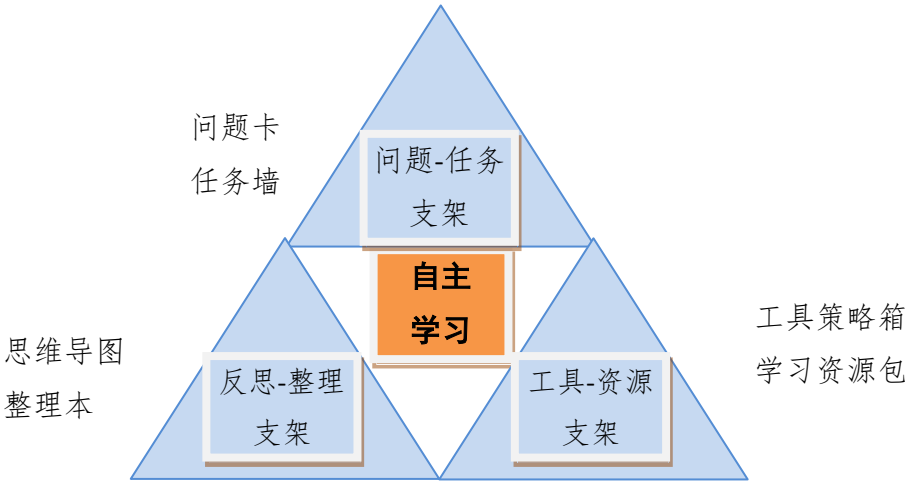 问题卡
任务墙
问题-任务
支架
自主
学习
思维导图
整理本
反思-整理
支架
工具-资源
支架
工具策略箱
学习资源包